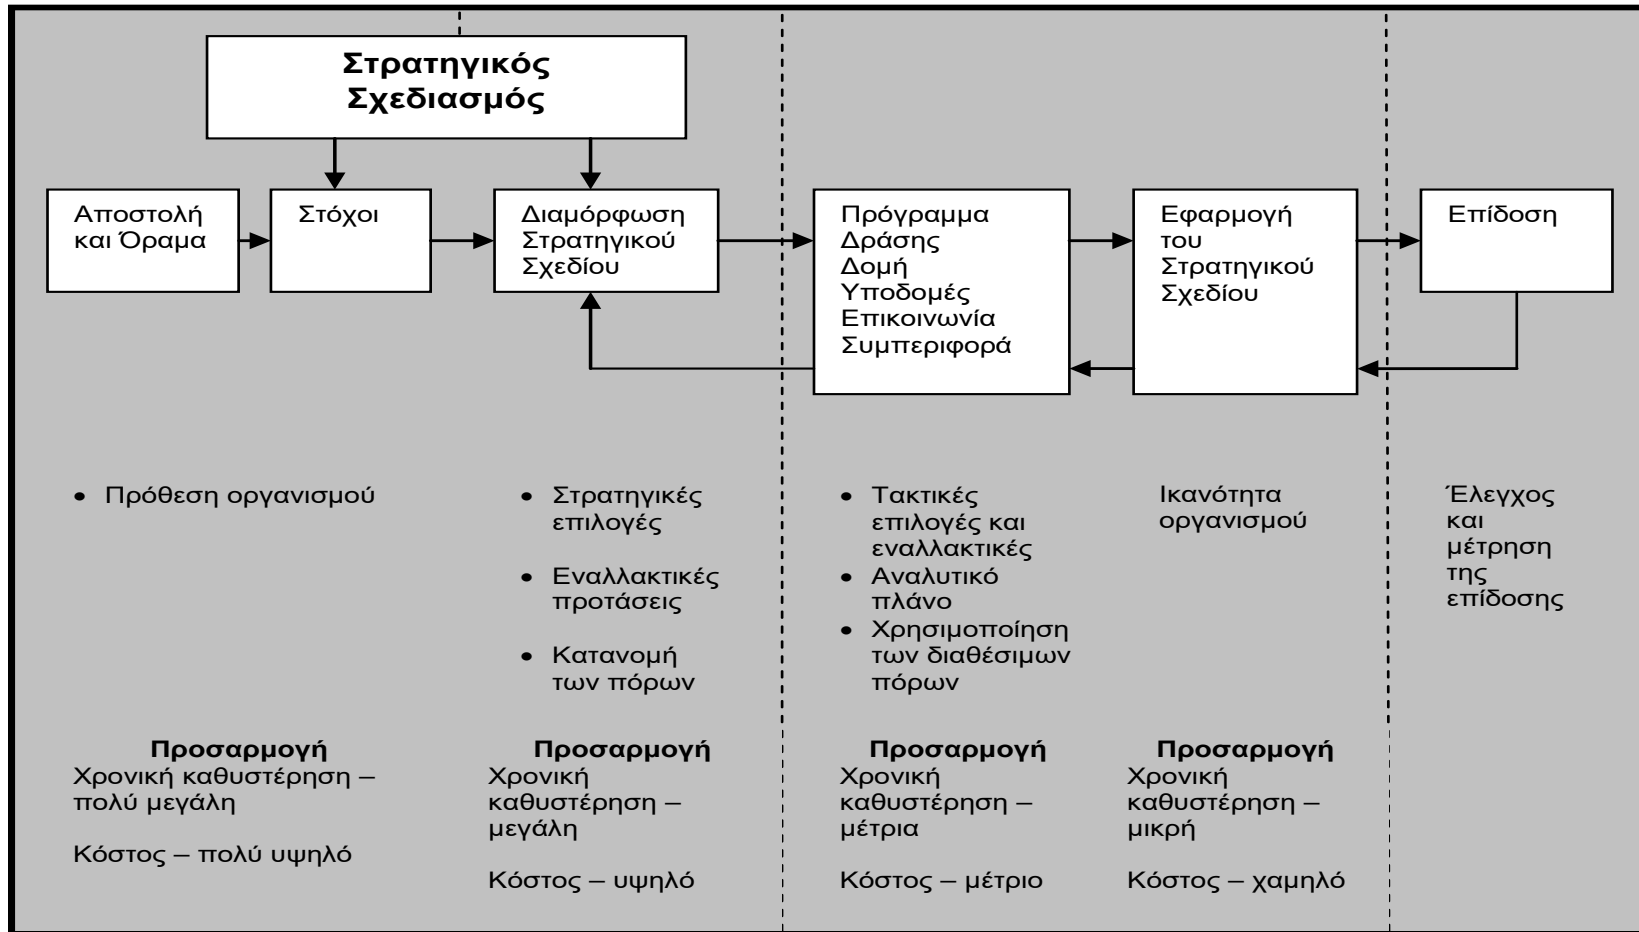 Στρατηγικός
Σχεδιασμός
Αποστολή
και Όραμα
Στόχοι
Διαμόρφωση
Στρατηγικού
Σχεδίου
Πρόγραμμα
Δράσης
Δομή
Υποδομές
Επικοινωνία
Συμπεριφορά
Εφαρμογή
του
Στρατηγικού
Σχεδίου
Επίδοση
• Πρόθεση οργανισμού
• Στρατηγικές
επιλογές
• Εναλλακτικές
προτάσεις
• Κατανομή
των πόρων
• Τακτικές
επιλογές και
εναλλακτικές
• Αναλυτικό
πλάνο
• Χρησιμοποίηση
των διαθέσιμων
πόρων
Ικανότητα
οργανισμού
Έλεγχος
και
μέτρηση
της
επίδοσης
Προσαρμογή
Χρονική καθυστέρηση –
πολύ μεγάλη
Κόστος – πολύ υψηλό
Προσαρμογή
Χρονική
καθυστέρηση –
μεγάλη
Κόστος – υψηλό
Προσαρμογή
Χρονική
καθυστέρηση –
μέτρια
Κόστος – μέτριο
Προσαρμογή
Χρονική
καθυστέρηση –
μικρή
Κόστος – χαμηλό